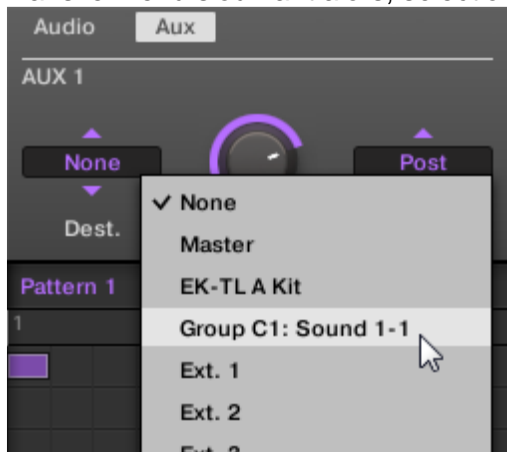 Audio Aux
AUX 1
None Post
Dest.
✓ None
Master
EK-TL A Kit
Group C1: Sound 1-1
Ext. 1
Ext. 2
Pattern 1
1